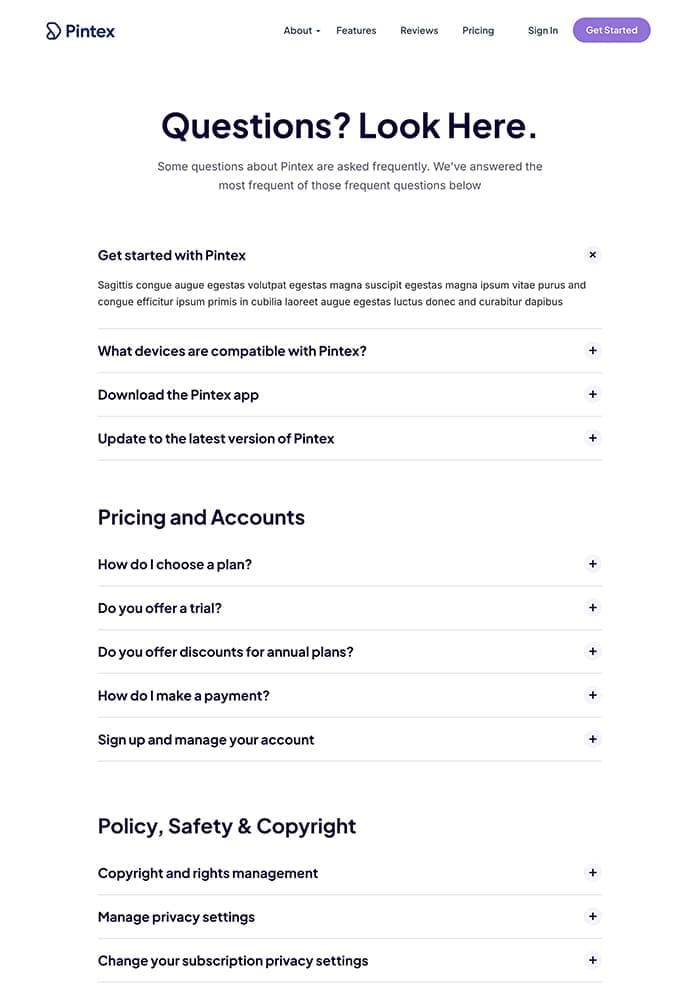 Pintex
About Features Reviews Pricing Sign In Get Started
Questions? Look Here.
Some questions about Pintex are asked frequently. We've answered the
most frequent of those frequent questions below
Get started with Pintex
Sagittis congue augue egestas volutpat egestas magna suscipit egestas magna ipsum vitae purus and
congue efficitur ipsum primis in cubilia laoreet augue egestas luctus donec and curabitur dapibus
What devices are compatible with Pintex?
Download the Pintex app
Update to the latest version of Pintex
Pricing and Accounts
How do I choose a plan?
Do you offer a trial?
Do you offer discounts for annual plans?
How do I make a payment?
Sign up and manage your account
Policy, Safety & Copyright
Copyright and rights management
Manage privacy settings
Change your subscription privacy settings